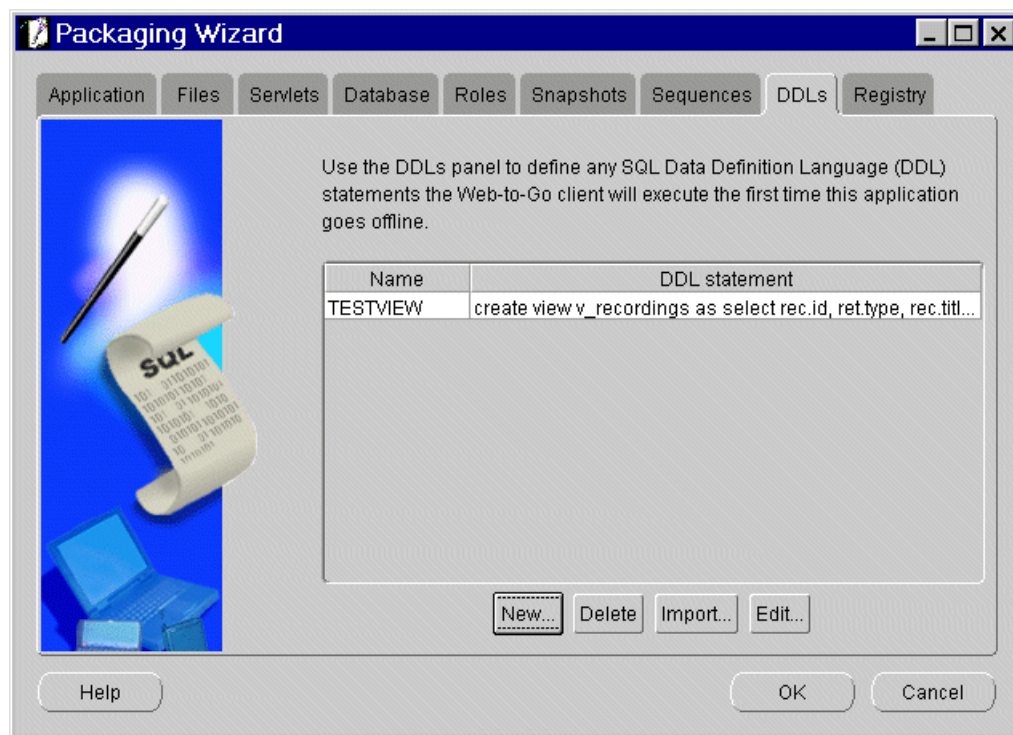 Packaging Wizard
Application Files Servlets Database Roles Snapshots Sequences DDLs Registry
Use the DDLs panel to define any SQL Data Definition Language (DDL)
statements the Web-to-Go client will execute the first time this application
goes offline.
Name DDL statement
TESTVIEW create view v_recordings as select rec.id, ret.type, rec.titl...
SQL
New... Delete Import... Edit...
Help OK Cancel